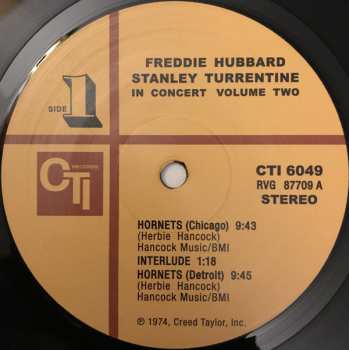 FREDDIE HUBBARD
STANLEY TURRENTINE
IN CONCERT VOLUME TWO
SIDE 1
CTI RECORDS
CTI 6049
RVG 87709 A
STEREO
HORNETS (Chicago) 9:43
(Herbie Hancock)
Hancock Music/BMI
INTERLUDE 1:18
HORNETS (Detroit) 9:45
(Herbie Hancock)
Hancock Music/BMI
℗ 1974, Creed Taylor, Inc.